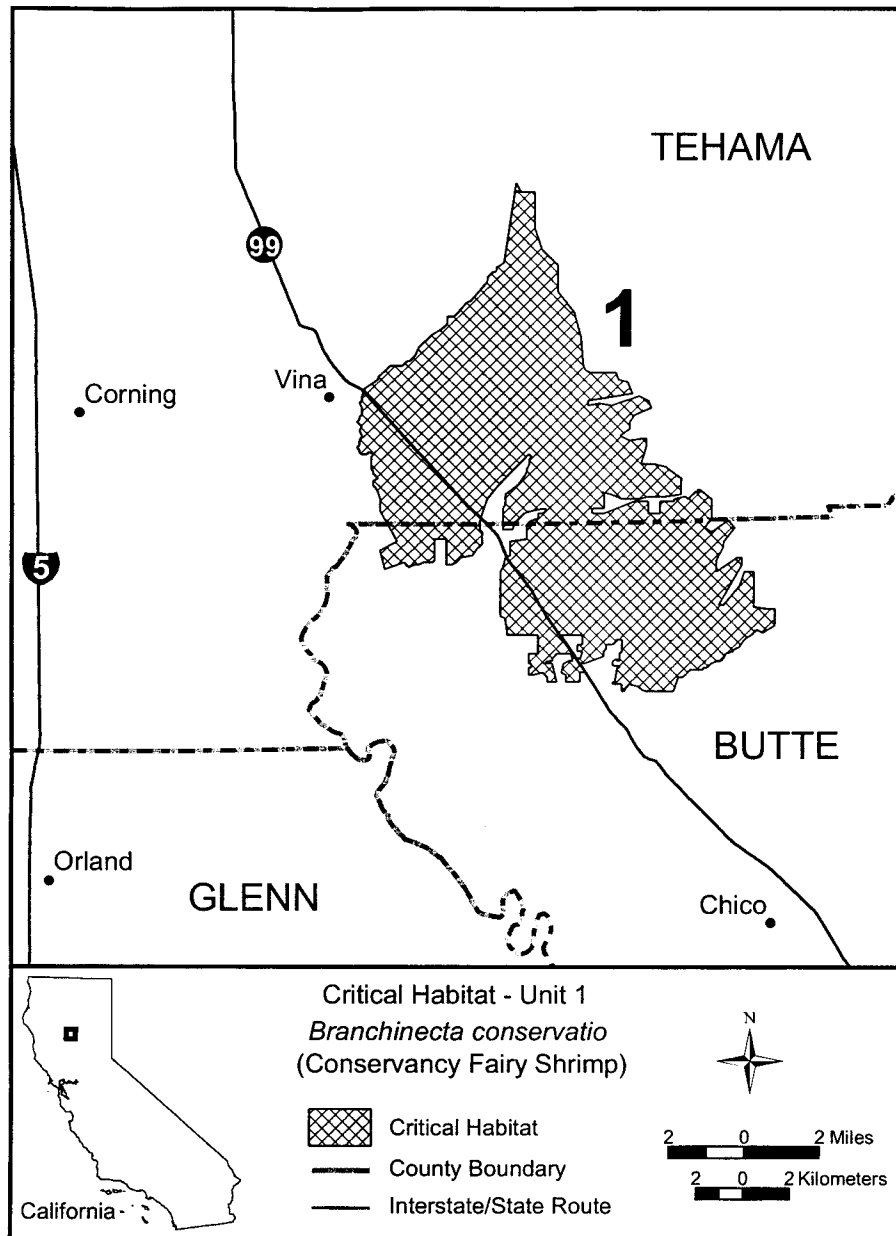 TEHAMA
99
1
Vina
Corning
5
BUTTE
Orland
GLENN
Chico
Critical Habitat - Unit 1
Branchinecta conservatio
(Conservancy Fairy Shrimp)
N
Critical Habitat
County Boundary
Interstate/State Route
2 0 2 Miles
2 0 2 Kilometers
California